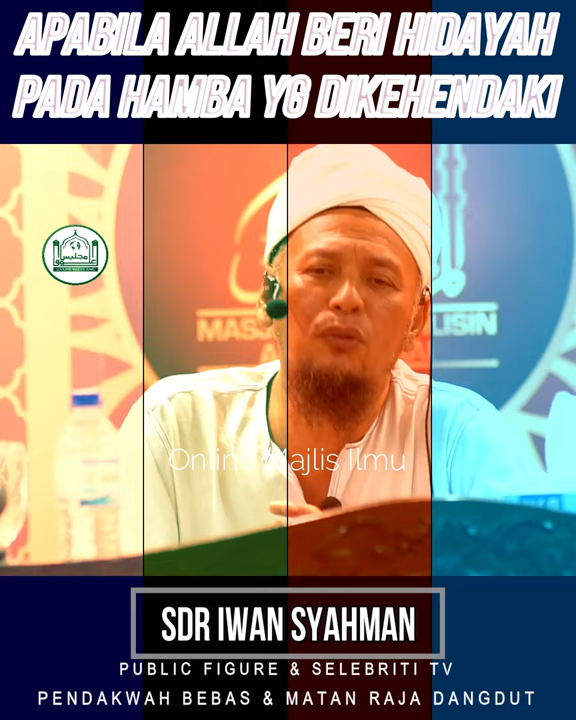 APABILA ALLAH BERI HIDAYAH
PADA HAMBA YG DIKEHENDAKI
LISIN
Online Majlis Ilmu
SDR IWAN SYAHMAN
PUBLIC FIGURE & SELEBRITI TV
PENDAKWAH BEBAS & MATAN RAJA DANGDUT